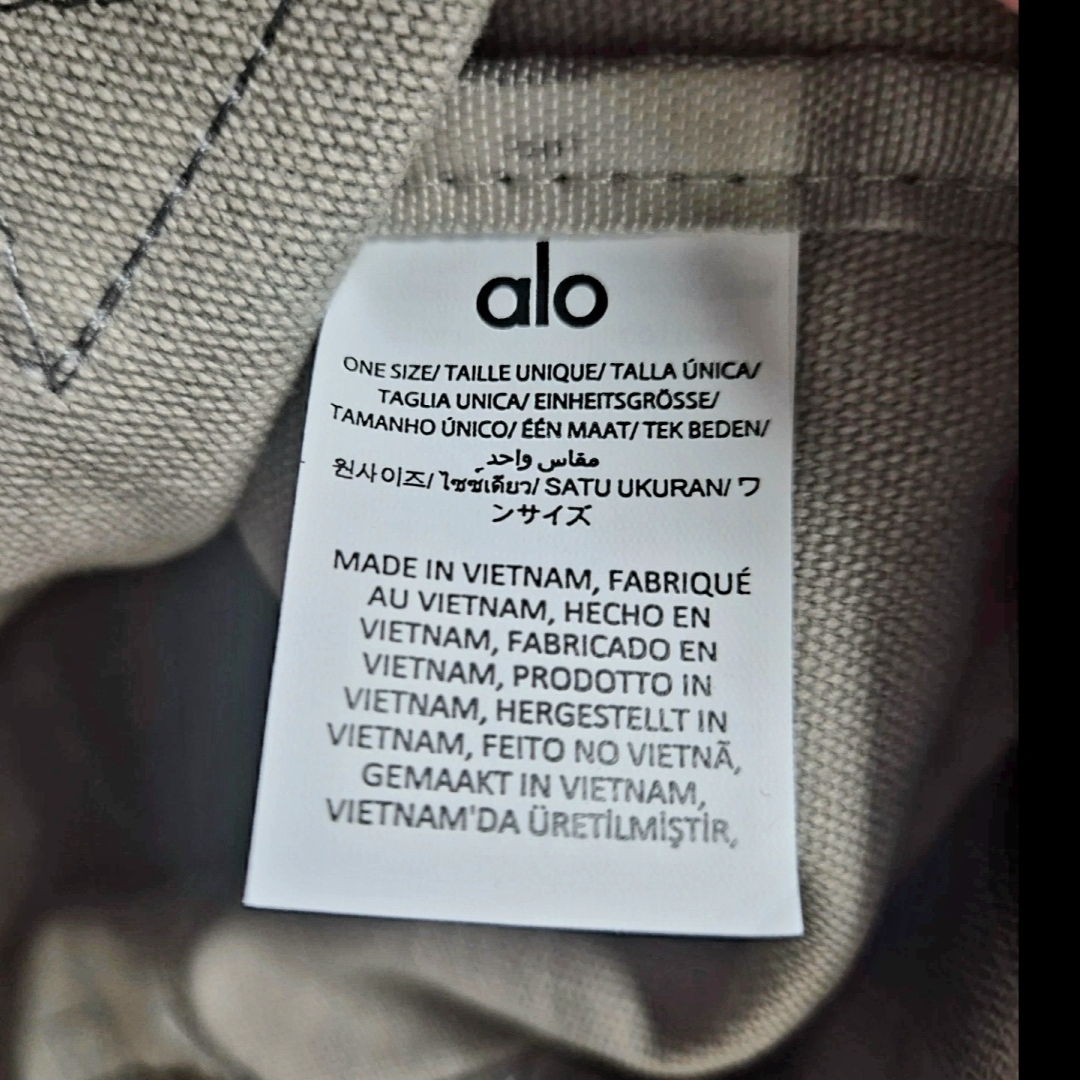 alo
ONE SIZE/ TAILLE UNIQUE/ TALLA ÚNICA/
TAGLIA UNICA/ EINHEITSGRÖSSE/
TAMANHO ÚNICO/ ÉÉN MAAT/ TEK BEDEN/
مقاس واحد
원사이즈/ ไซซ์เดียว/ SATU UKURAN/ ワ
ンサイズ
MADE IN VIETNAM, FABRIQUÉ
AU VIETNAM, HECHO EN
VIETNAM, FABRICADO EN
VIETNAM, PRODOTTO IN
VIETNAM, HERGESTELLT IN
VIETNAM, FEITO NO VIETNÃ,
GEMAAKT IN VIETNAM,
VIETNAM'DA ÜRETİLMİŞTİR,